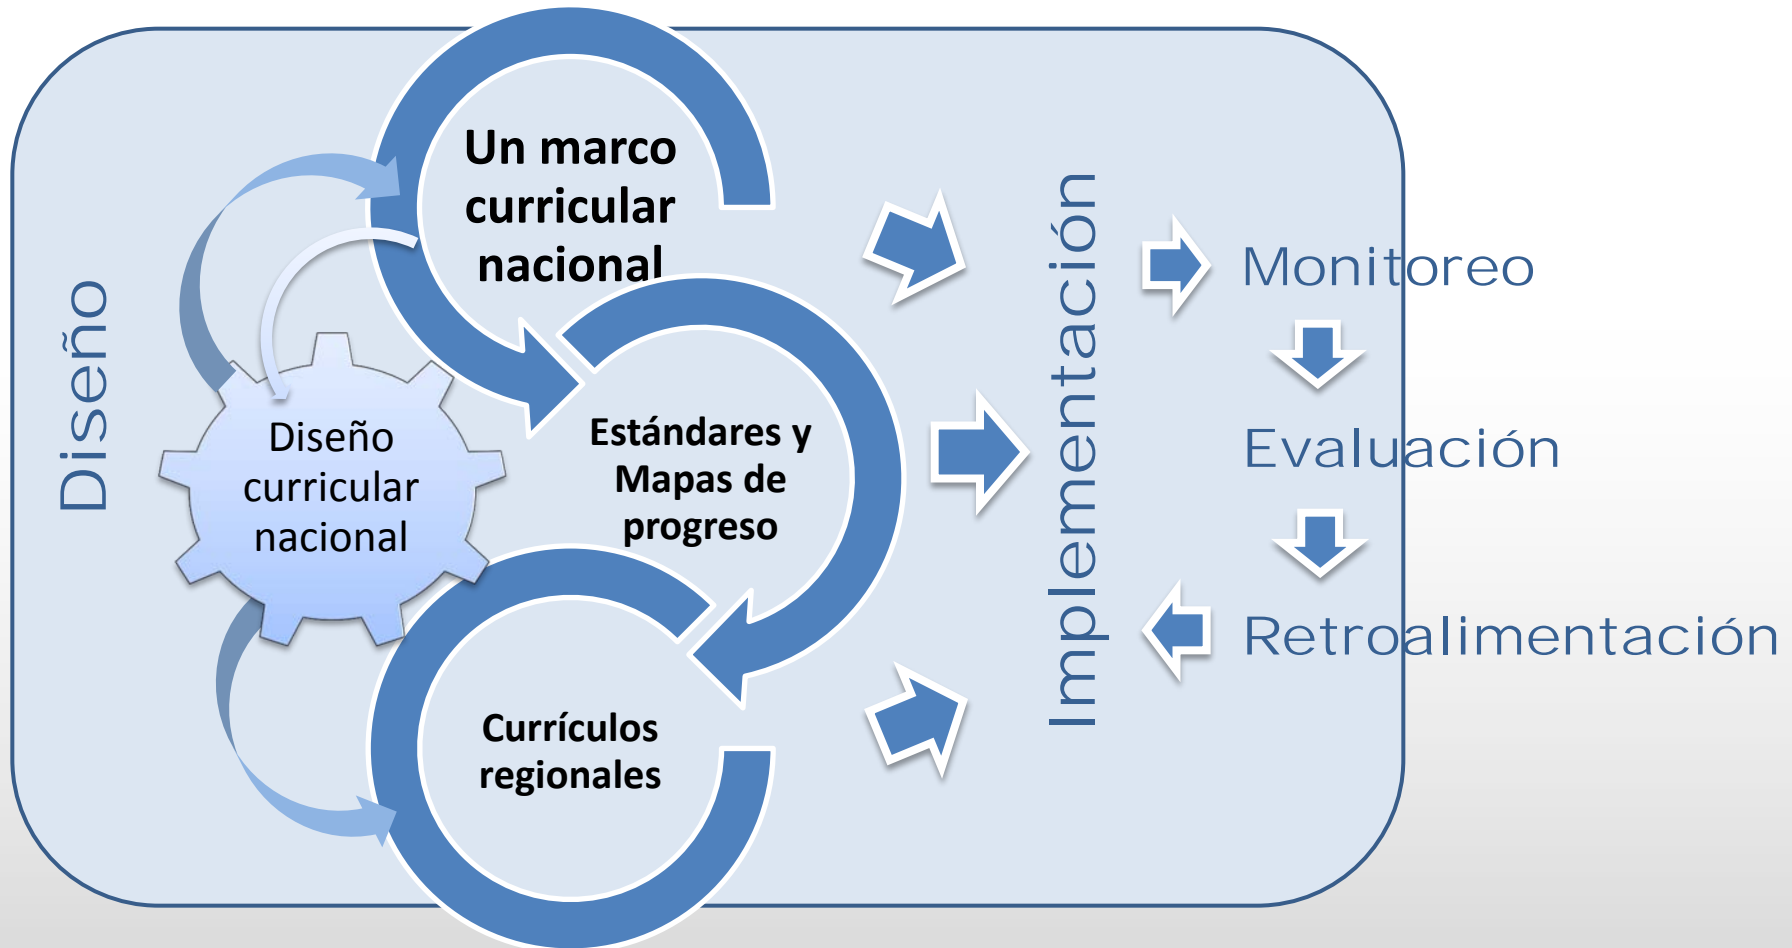 Diseño
Un marco
curricular
nacional
Diseño
curricular
nacional
Estándares y
Mapas de
progreso
Currículos
regionales
Implementación
Monitoreo
Evaluación
Retroalimentación